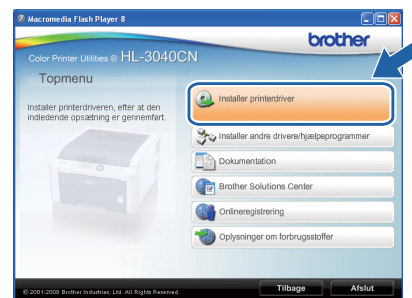 Macromedia Flash Player 8
brother
Color Printer Utilities © HL-3040CN
Topmenu
Installer printerdriveren, efter at den
indledende opsætning er gennemført.
Installer printerdriver
Installer andre drivere/hjælpeprogrammer
Dokumentation
Brother Solutions Center
Onlineregistrering
Oplysninger om forbrugsstoffer
© 2001-2008 Brother Industries, Ltd. All Rights Reserved.
Tilbage
Afslut